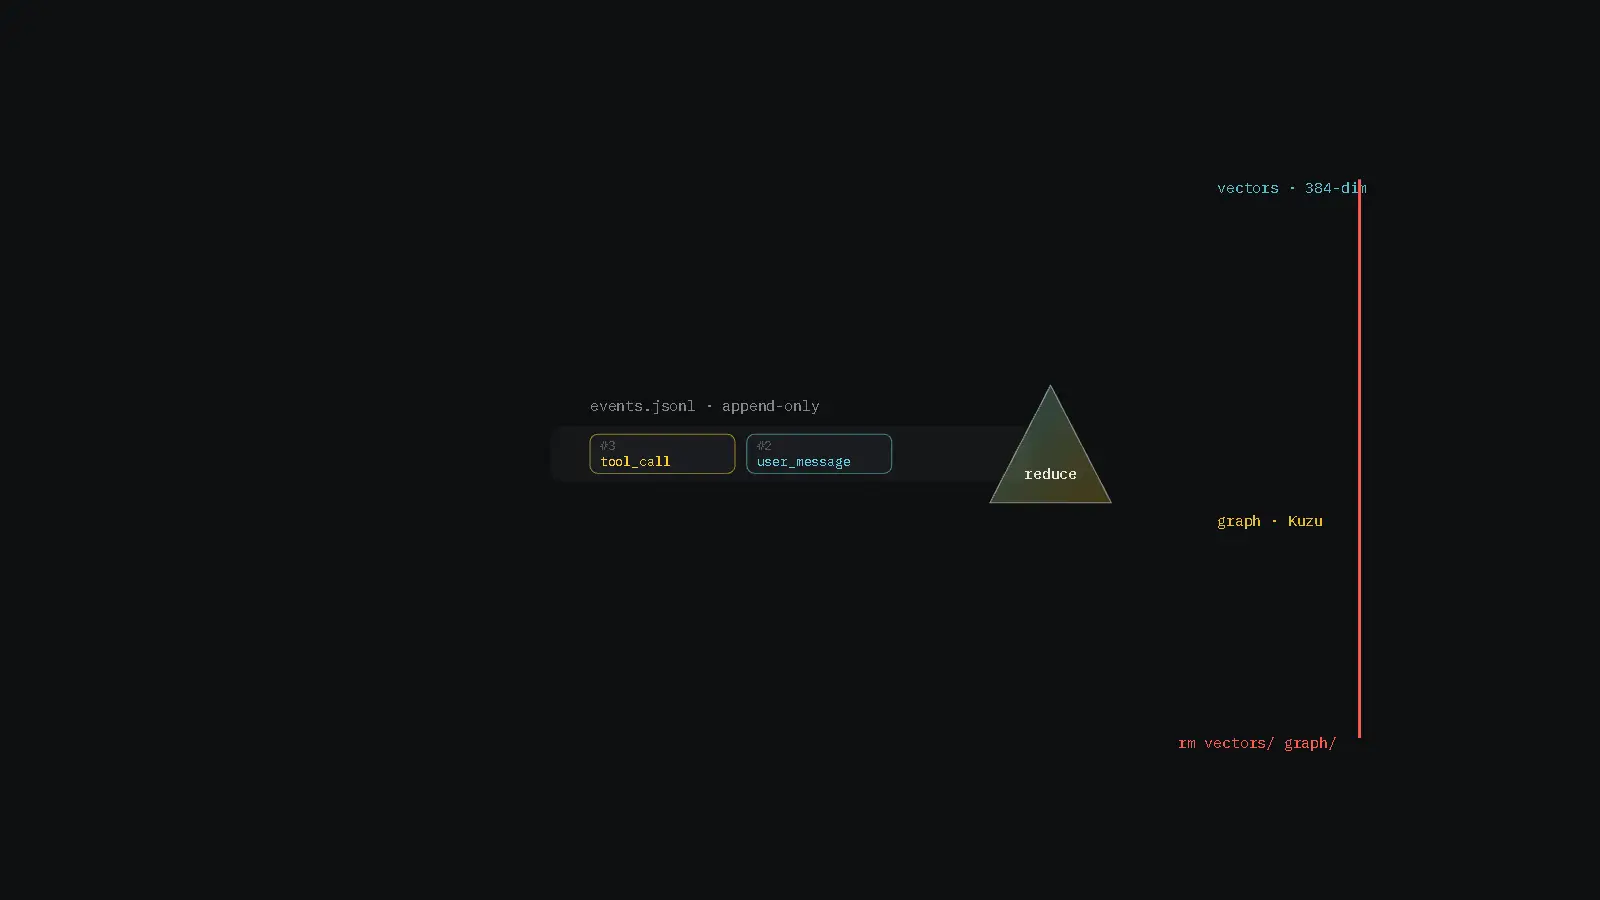 vectors · 384-dim
events.jsonl · append-only
#3
tool_call
#2
user_message
reduce
graph · Kuzu
rm vectors/ graph/